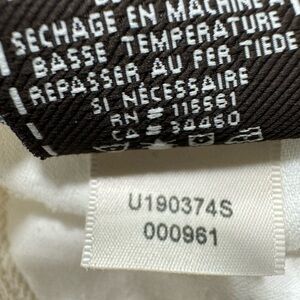 SECHAGE EN MACHINE A
BASSE TEMPERATURE
REPASSER AU FER TIEDE
SI NÉCESSAIRE
RN # 115561
CA # 34460
U190374S
000961